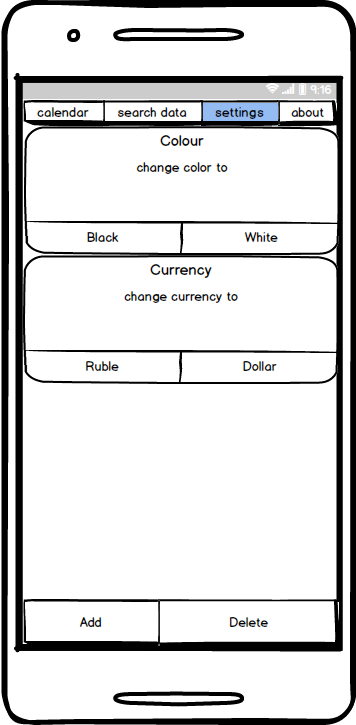 9:16
calendar search data settings about
Colour
change color to
Black White
Currency
change currency to
Ruble Dollar
Add Delete